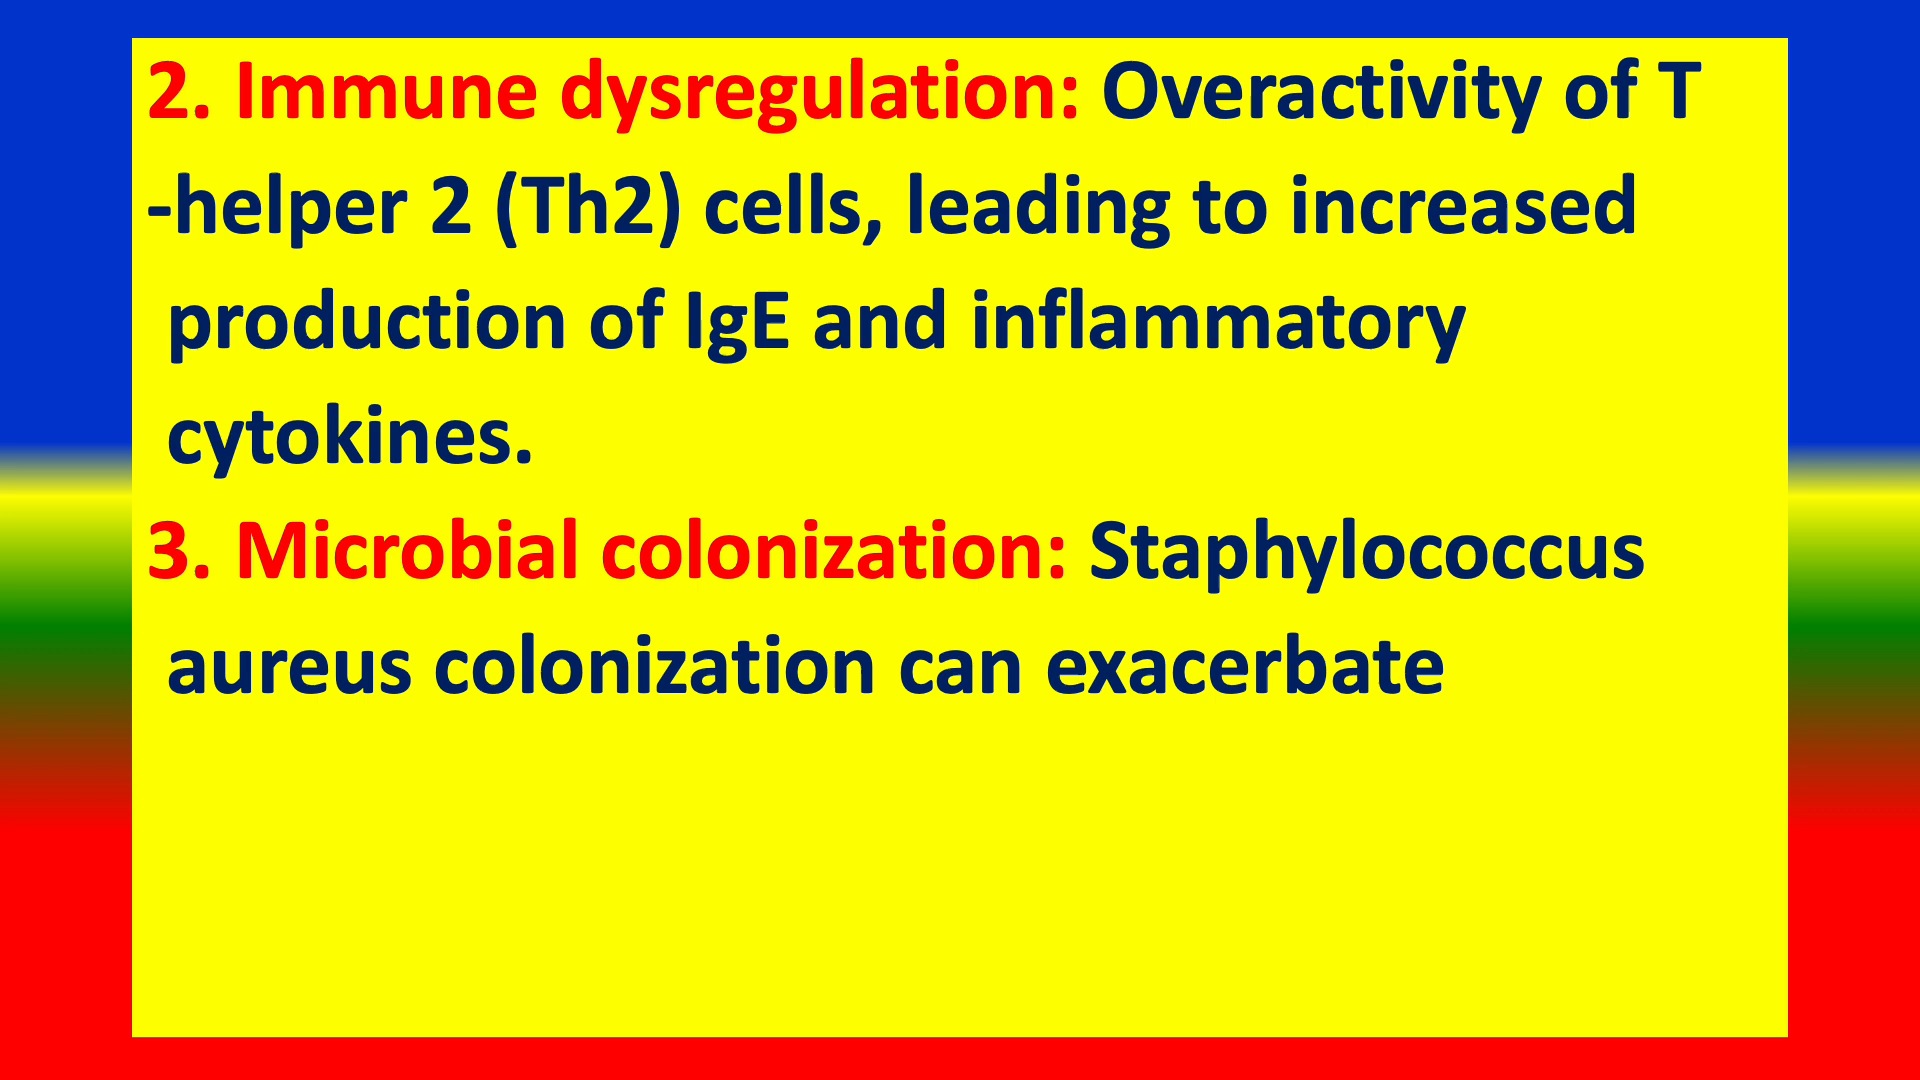 2. Immune dysregulation: Overactivity of T
-helper 2 (Th2) cells, leading to increased
production of IgE and inflammatory
cytokines.
3. Microbial colonization: Staphylococcus
aureus colonization can exacerbate